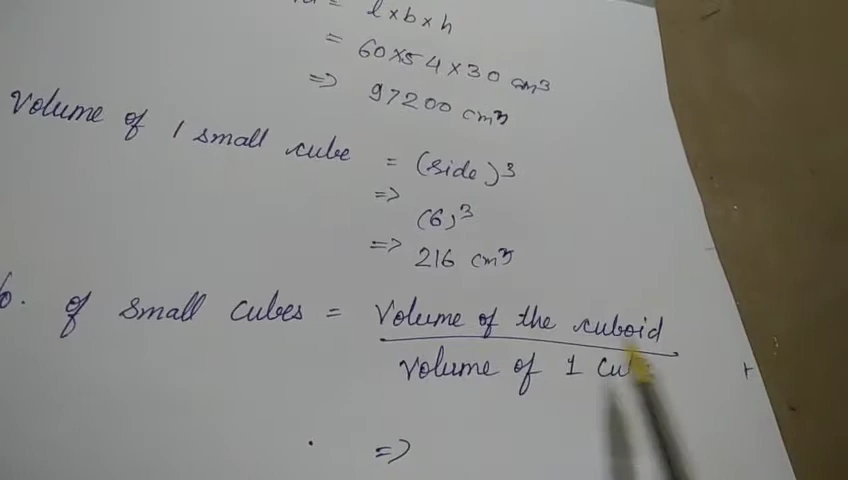 = l×b×h
= 60×54×30 cm³
=> 97200 cm³
Volume of 1 small cube = (side)³
=> (6)³
=> 216 cm³
of small cubes = Volume of the cuboid
Volume of 1
=>